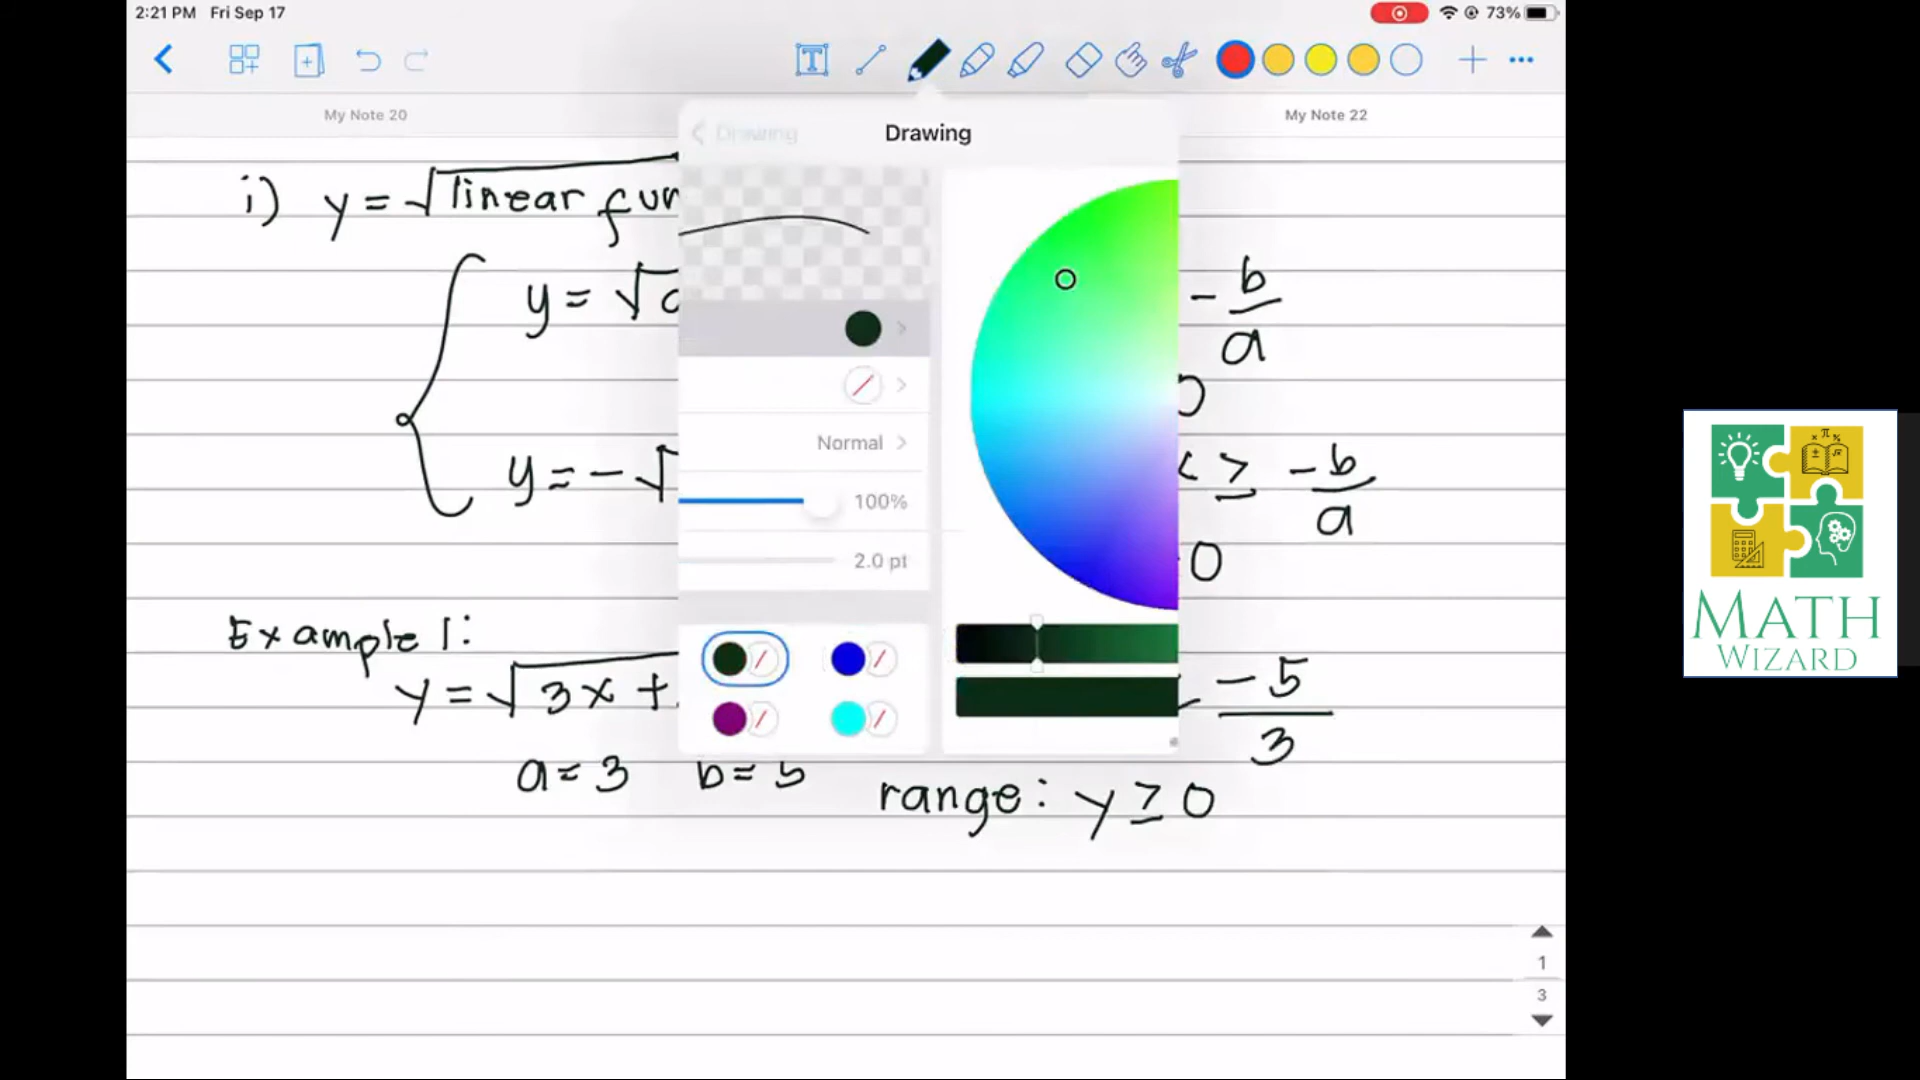 2:21 PM Fri Sep 17
73%
T
My Note 20
My Note 22
Drawing
Drawing
i) y = √linear fun
y = √a
- b/a
0
Normal
y = - √
≥ - b/a
100%
0
2.0 pt
Example 1:
y = √3x +
- 5/3
a = 3 b = 5
range: y ≥ 0
1
3
MATH
WIZARD